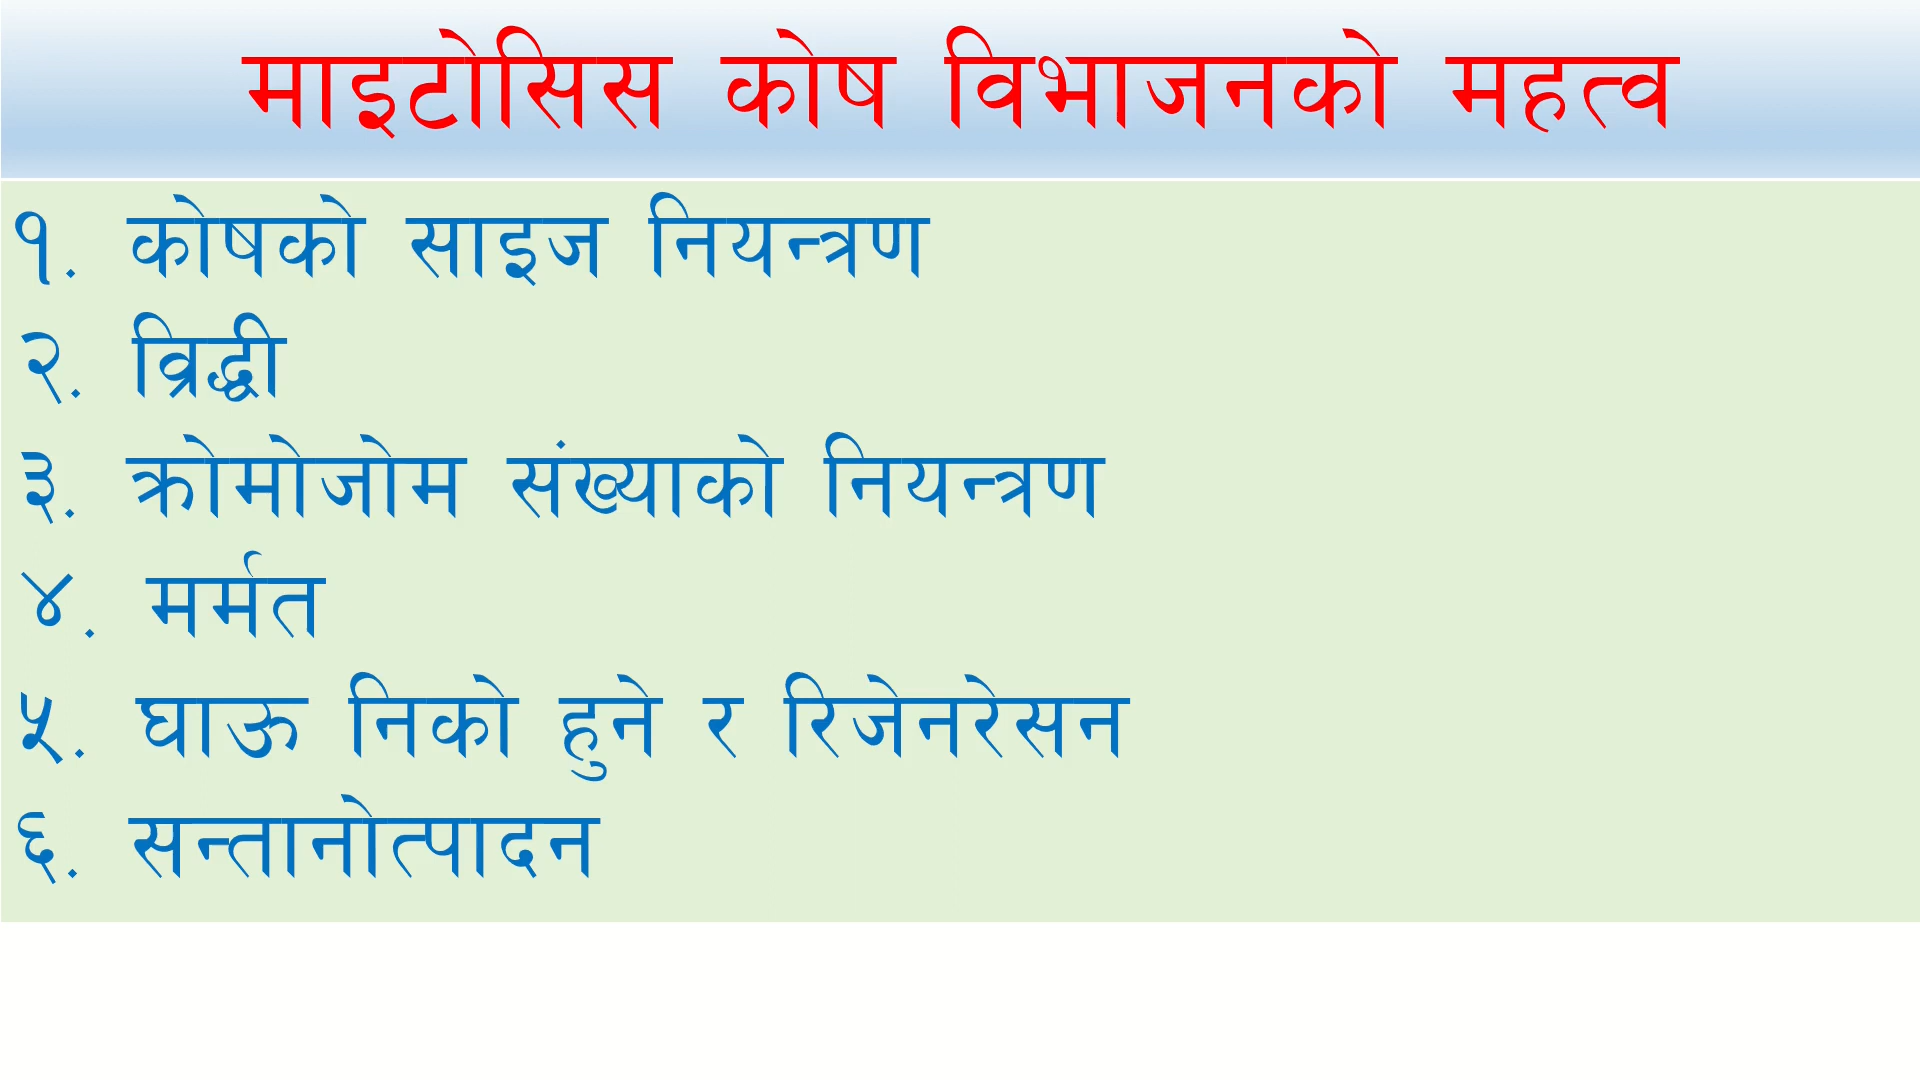 माइटोसिस कोष विभाजनको महत्व
१. कोषको साइज नियन्त्रण
२. व्रिद्धी
३. क्रोमोजोम संख्याको नियन्त्रण
४. मर्मत
५. घाऊ निको हुने र रिजेनरेसन
६. सन्तानोत्पादन